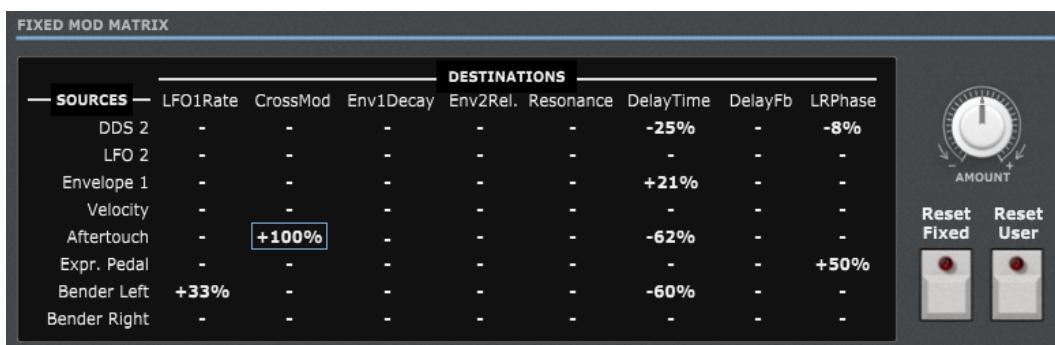 FIXED MOD MATRIX
DESTINATIONS
SOURCES LFO1Rate CrossMod Env1Decay Env2Rel. Resonance DelayTime DelayFb LRPhase
DDS 2 - - - - - -25% - -8%
LFO 2 - - - - - - - -
Envelope 1 - - - - - +21% - -
Velocity - - - - - - - -
Aftertouch - +100% - - - -62% - -
Expr. Pedal - - - - - - - +50%
Bender Left +33% - - - - -60% - -
Bender Right - - - - - - - -
- +
AMOUNT
Reset Fixed
Reset User